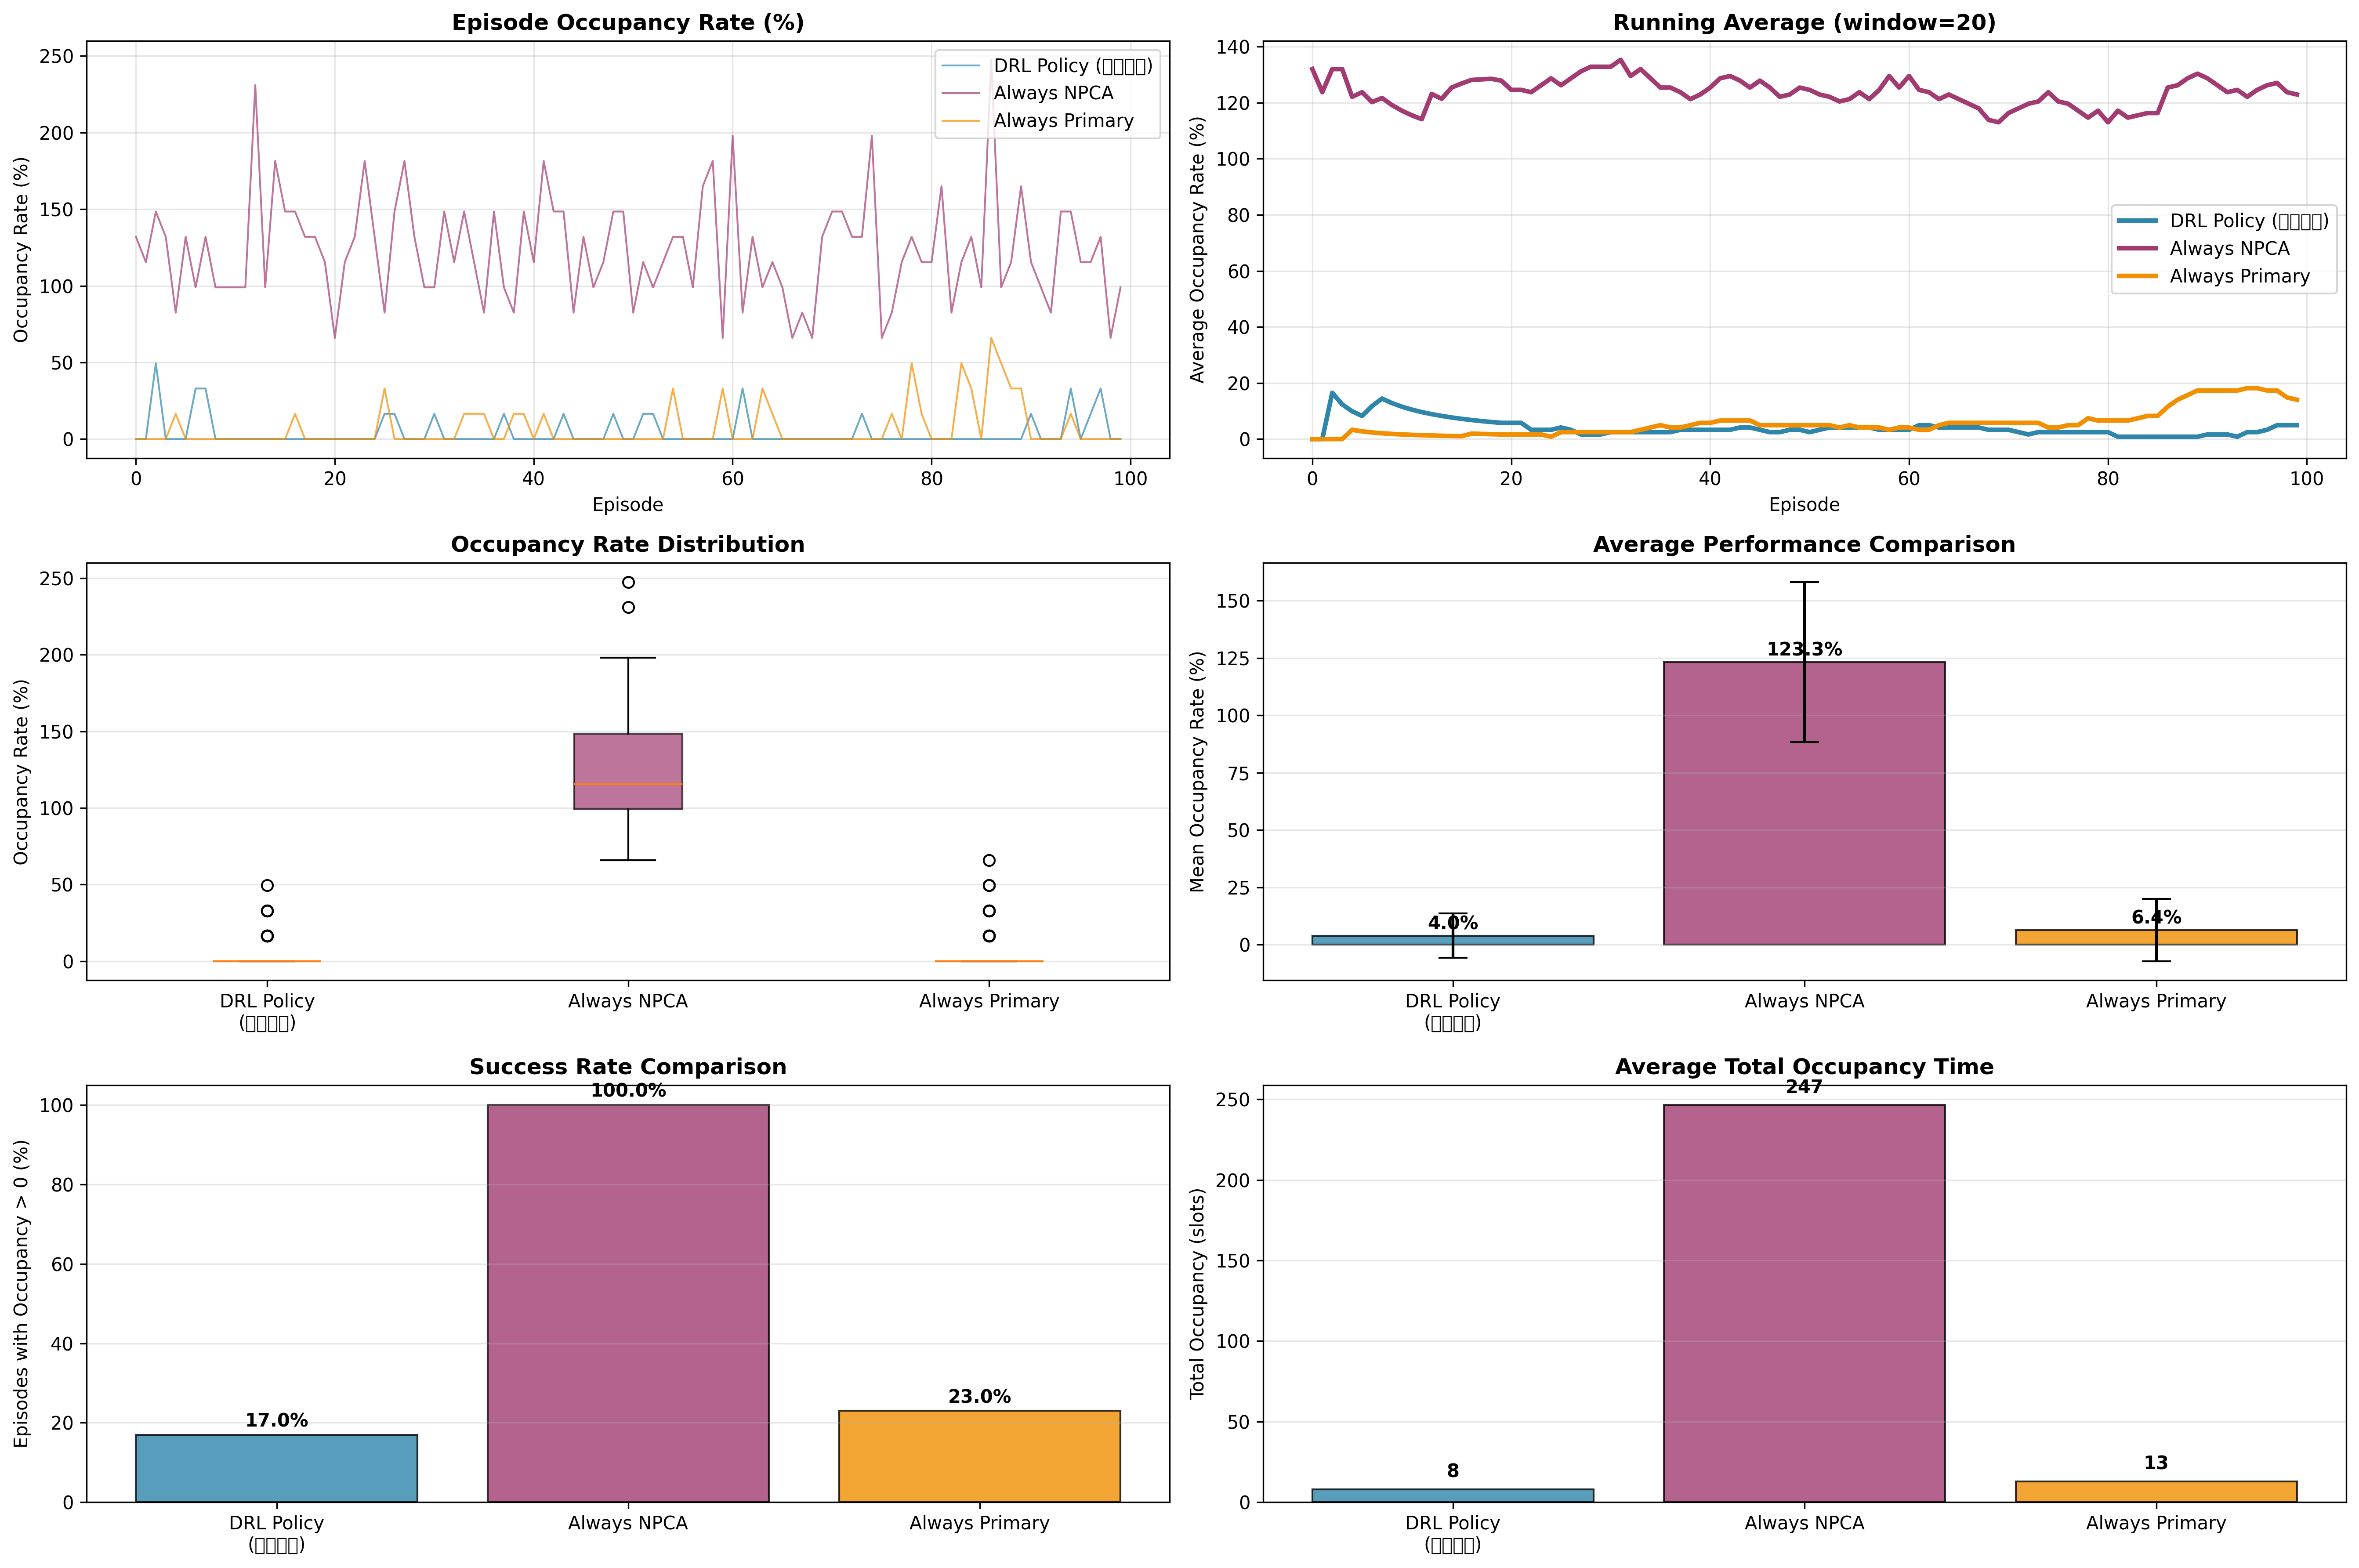 Episode Occupancy Rate (%)
Occupancy Rate (%)
250
200
150
100
50
0
DRL Policy (
)
Always NPCA
Always Primary
0
20
40
60
80
100
Episode
Running Average (window=20)
Average Occupancy Rate (%)
140
120
100
80
60
40
20
0
DRL Policy (
)
Always NPCA
Always Primary
0
20
40
60
80
100
Episode
Occupancy Rate Distribution
Occupancy Rate (%)
250
200
150
100
50
0
DRL Policy
Always NPCA
Always Primary
Average Performance Comparison
Mean Occupancy Rate (%)
150
125
100
75
50
25
0
4.0%
123.3%
6.4%
DRL Policy
Always NPCA
Always Primary
Success Rate Comparison
Episodes with Occupancy > 0 (%)
100
80
60
40
20
0
17.0%
100.0%
23.0%
DRL Policy
Always NPCA
Always Primary
Average Total Occupancy Time
Total Occupancy (slots)
250
200
150
100
50
0
8
247
13
DRL Policy
Always NPCA
Always Primary